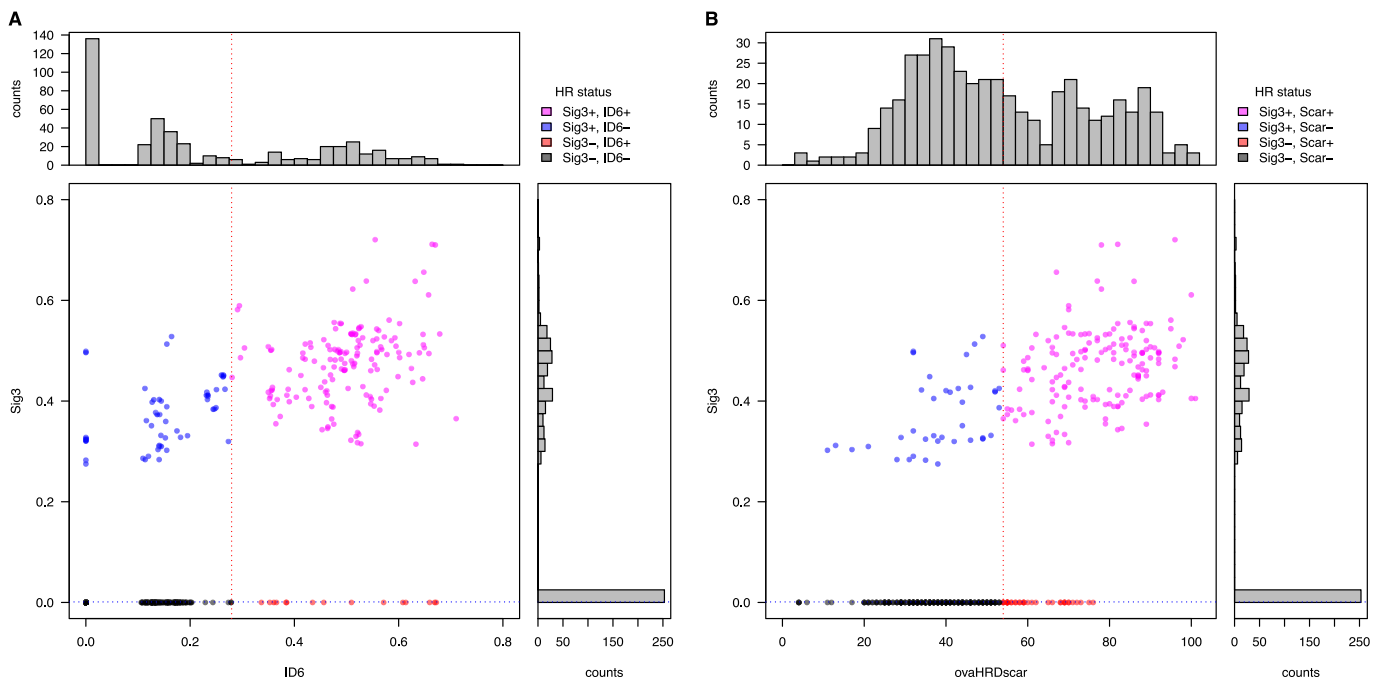 A
140
120
100
80
60
40
20
0
counts
HR status
Sig3+, ID6+
Sig3+, ID6−
Sig3−, ID6+
Sig3−, ID6−
0.8
0.6
0.4
0.2
0.0
Sig3
0.0 0.2 0.4 0.6 0.8
ID6
0 50 100 150 200 250
counts
B
30
25
20
15
10
5
0
counts
HR status
Sig3+, Scar+
Sig3+, Scar−
Sig3−, Scar+
Sig3−, Scar−
0.8
0.6
0.4
0.2
0.0
Sig3
0 20 40 60 80 100
ovaHRDscar
0 50 100 150 200 250
counts